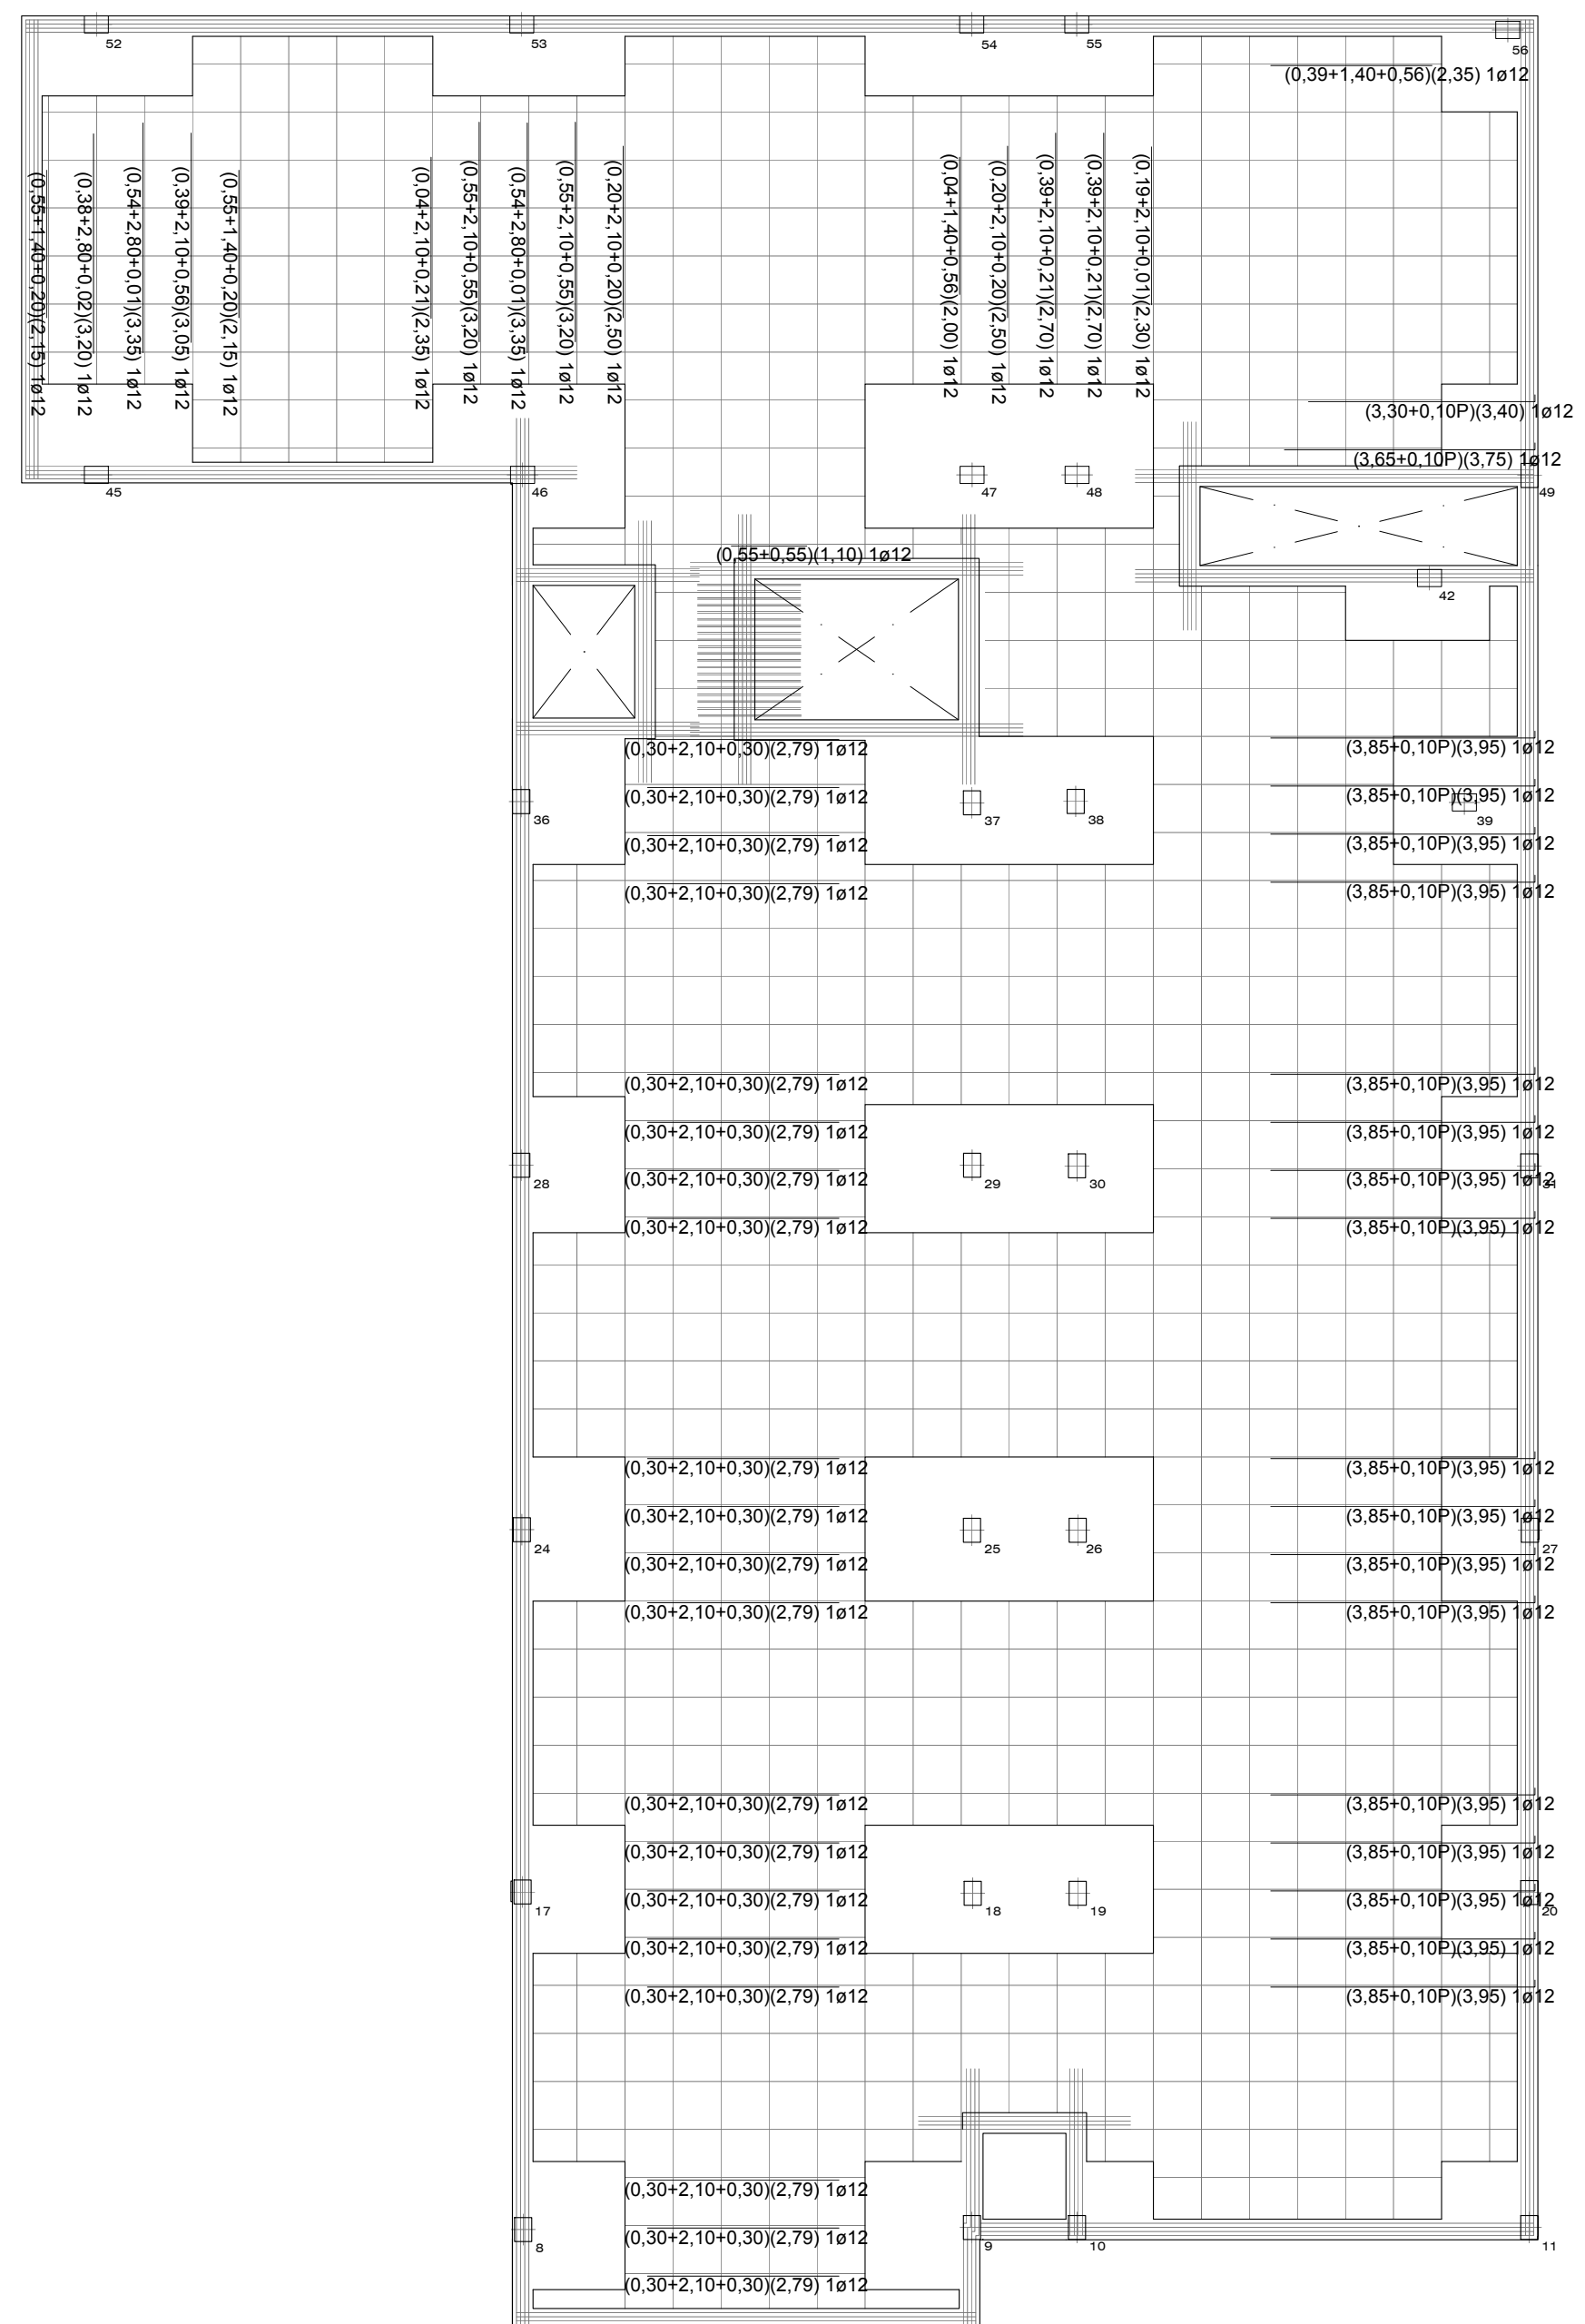 52
53
54
55
56
(0,39+1,40+0,56)(2,35) 1ø12
(0,55+1,40+0,20)(2,15) 1ø12
(0,38+2,80+0,02)(3,20) 1ø12
(0,54+2,80+0,01)(3,35) 1ø12
(0,39+2,10+0,56)(3,05) 1ø12
(0,55+1,40+0,20)(2,15) 1ø12
(0,04+2,10+0,21)(2,35) 1ø12
(0,55+2,10+0,55)(3,20) 1ø12
(0,54+2,80+0,01)(3,35) 1ø12
(0,55+2,10+0,55)(3,20) 1ø12
(0,20+2,10+0,20)(2,50) 1ø12
(0,04+1,40+0,56)(2,00) 1ø12
(0,20+2,10+0,20)(2,50) 1ø12
(0,39+2,10+0,21)(2,70) 1ø12
(0,39+2,10+0,21)(2,70) 1ø12
(0,19+2,10+0,01)(2,30) 1ø12
(3,30+0,10P)(3,40) 1ø12
(3,65+0,10P)(3,75) 1ø12
45
46
47
48
49
(0,55+0,55)(1,10) 1ø12
42
(0,30+2,10+0,30)(2,79) 1ø12
(3,85+0,10P)(3,95) 1ø12
(0,30+2,10+0,30)(2,79) 1ø12
(3,85+0,10P)(3,95) 1ø12
36
37
38
39
(0,30+2,10+0,30)(2,79) 1ø12
(3,85+0,10P)(3,95) 1ø12
(0,30+2,10+0,30)(2,79) 1ø12
(3,85+0,10P)(3,95) 1ø12
(0,30+2,10+0,30)(2,79) 1ø12
(3,85+0,10P)(3,95) 1ø12
(0,30+2,10+0,30)(2,79) 1ø12
(3,85+0,10P)(3,95) 1ø12
(0,30+2,10+0,30)(2,79) 1ø12
(3,85+0,10P)(3,95) 1ø12
28
29
30
31
(0,30+2,10+0,30)(2,79) 1ø12
(3,85+0,10P)(3,95) 1ø12
(0,30+2,10+0,30)(2,79) 1ø12
(3,85+0,10P)(3,95) 1ø12
(0,30+2,10+0,30)(2,79) 1ø12
(3,85+0,10P)(3,95) 1ø12
24
25
26
27
(0,30+2,10+0,30)(2,79) 1ø12
(3,85+0,10P)(3,95) 1ø12
(0,30+2,10+0,30)(2,79) 1ø12
(3,85+0,10P)(3,95) 1ø12
(0,30+2,10+0,30)(2,79) 1ø12
(3,85+0,10P)(3,95) 1ø12
(0,30+2,10+0,30)(2,79) 1ø12
(3,85+0,10P)(3,95) 1ø12
(0,30+2,10+0,30)(2,79) 1ø12
(3,85+0,10P)(3,95) 1ø12
17
18
19
20
(0,30+2,10+0,30)(2,79) 1ø12
(3,85+0,10P)(3,95) 1ø12
(0,30+2,10+0,30)(2,79) 1ø12
(3,85+0,10P)(3,95) 1ø12
(0,30+2,10+0,30)(2,79) 1ø12
(0,30+2,10+0,30)(2,79) 1ø12
8
9
10
11
(0,30+2,10+0,30)(2,79) 1ø12